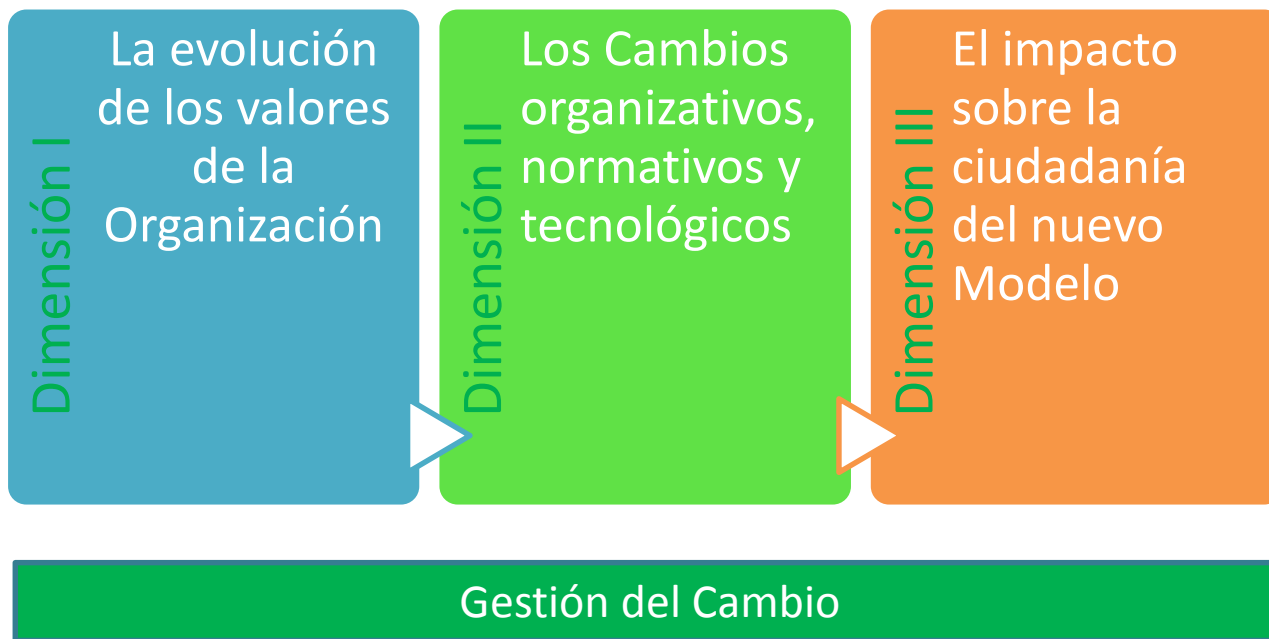 Dimensión I
La evolución
de los valores
de la
Organización
Dimensión II
Los Cambios
organizativos,
normativos y
tecnológicos
Dimensión III
El impacto
sobre la
ciudadanía
del nuevo
Modelo
Gestión del Cambio